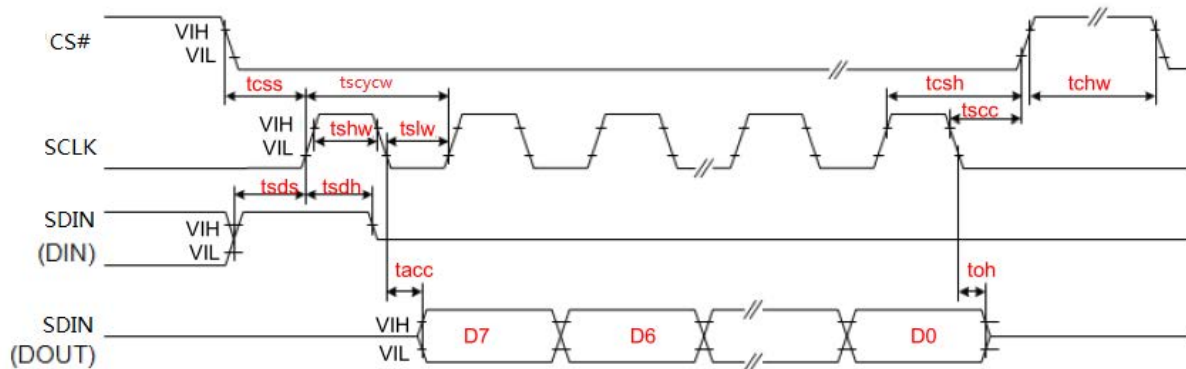 'CS#
VIH
VIL
tcss
tscycw
tcsh
tchw
tscc
SCLK
VIH
VIL
tshw
tslw
tsds
tsdh
SDIN
(DIN)
VIH
VIL
tacc
toh
SDIN
(DOUT)
VIH
VIL
D7
D6
D0